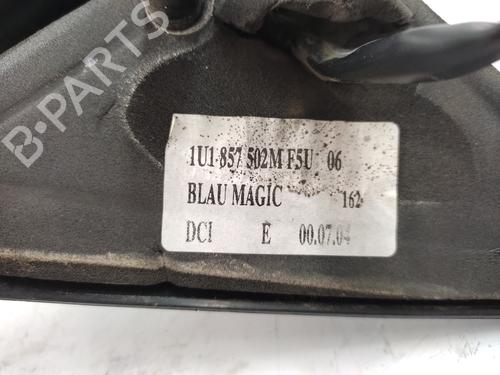 B-PARTS
1U1 857 502M F5U 06
BLAU MAGIC 162
DCI E 00.07.04